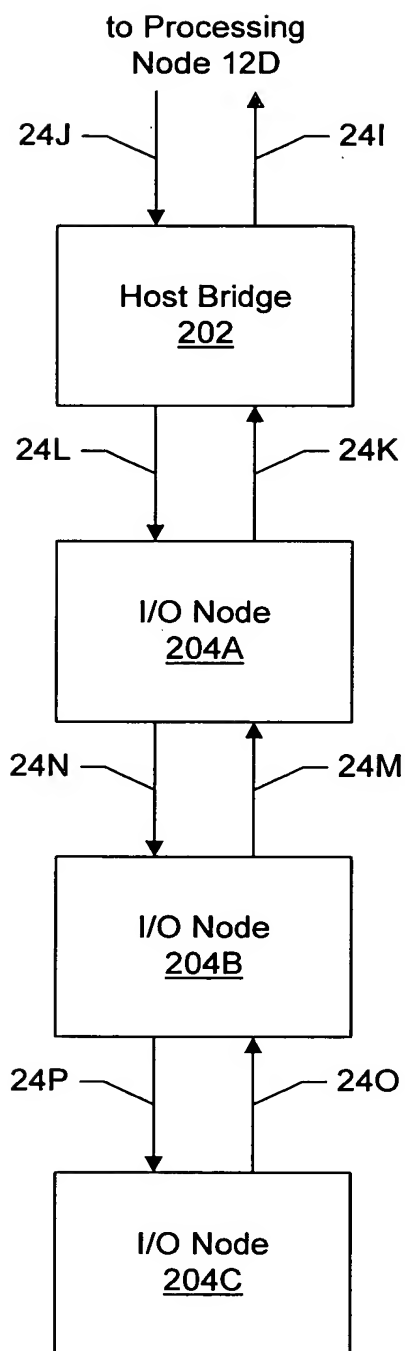 to Processing
Node 12D
24J
24I
Host Bridge
202
24L
24K
I/O Node
204A
24N
24M
I/O Node
204B
24P
24O
I/O Node
204C